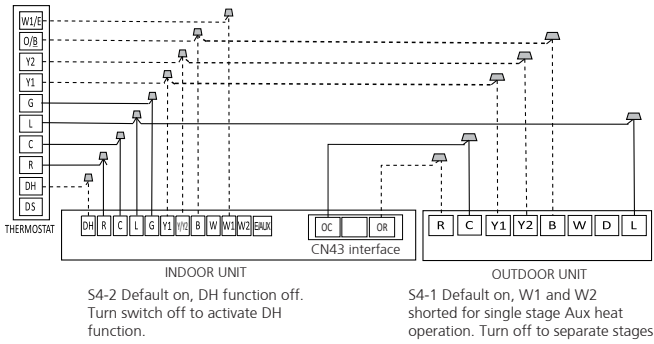 W1/E
O/B
Y2
Y1
G
L
C
R
DH
DS
THERMOSTAT
DH R C L G Y1 Y/Y2 B W W1 W2 E/AUX
OC OR
CN43 interface
R C Y1 Y2 B W D L
INDOOR UNIT
OUTDOOR UNIT
S4-2 Default on, DH function off.
Turn switch off to activate DH
function.
S4-1 Default on, W1 and W2
shorted for single stage Aux heat
operation. Turn off to separate stages